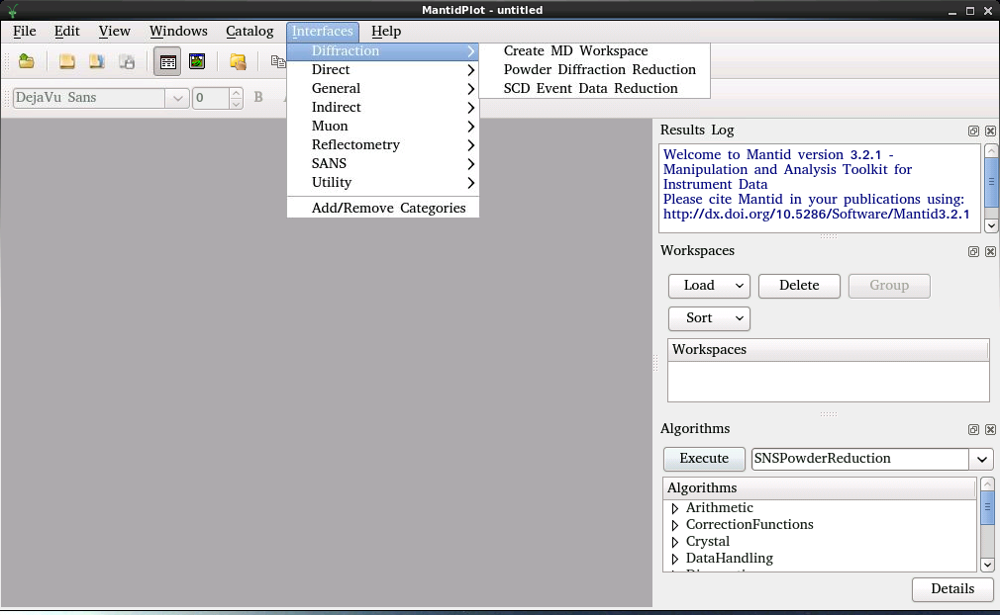 MantidPlot - untitled
File Edit View Windows Catalog Interfaces Help
Diffraction
Create MD Workspace
Direct
Powder Diffraction Reduction
General
SCD Event Data Reduction
Indirect
Muon
Reflectometry
SANS
Utility
Add/Remove Categories
DejaVu Sans
0
B
Results Log
Welcome to Mantid version 3.2.1 -
Manipulation and Analysis Toolkit for
Instrument Data
Please cite Mantid in your publications using:
http://dx.doi.org/10.5286/Software/Mantid3.2.1
Workspaces
Load Delete Group
Sort
Workspaces
Algorithms
Execute SNSPowderReduction
Algorithms
Arithmetic
CorrectionFunctions
Crystal
DataHandling
Details